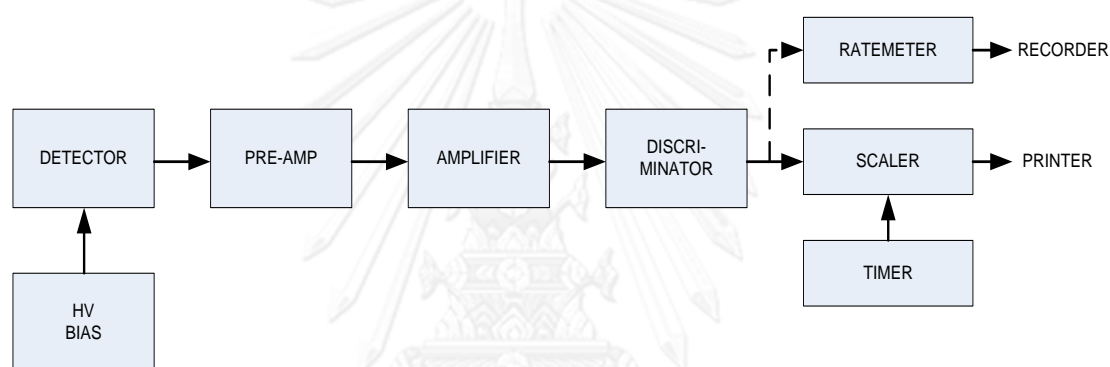 RATEMETER
RECORDER
DETECTOR
PRE-AMP
AMPLIFIER
DISCRI-
MINATOR
SCALER
PRINTER
TIMER
HV
BIAS